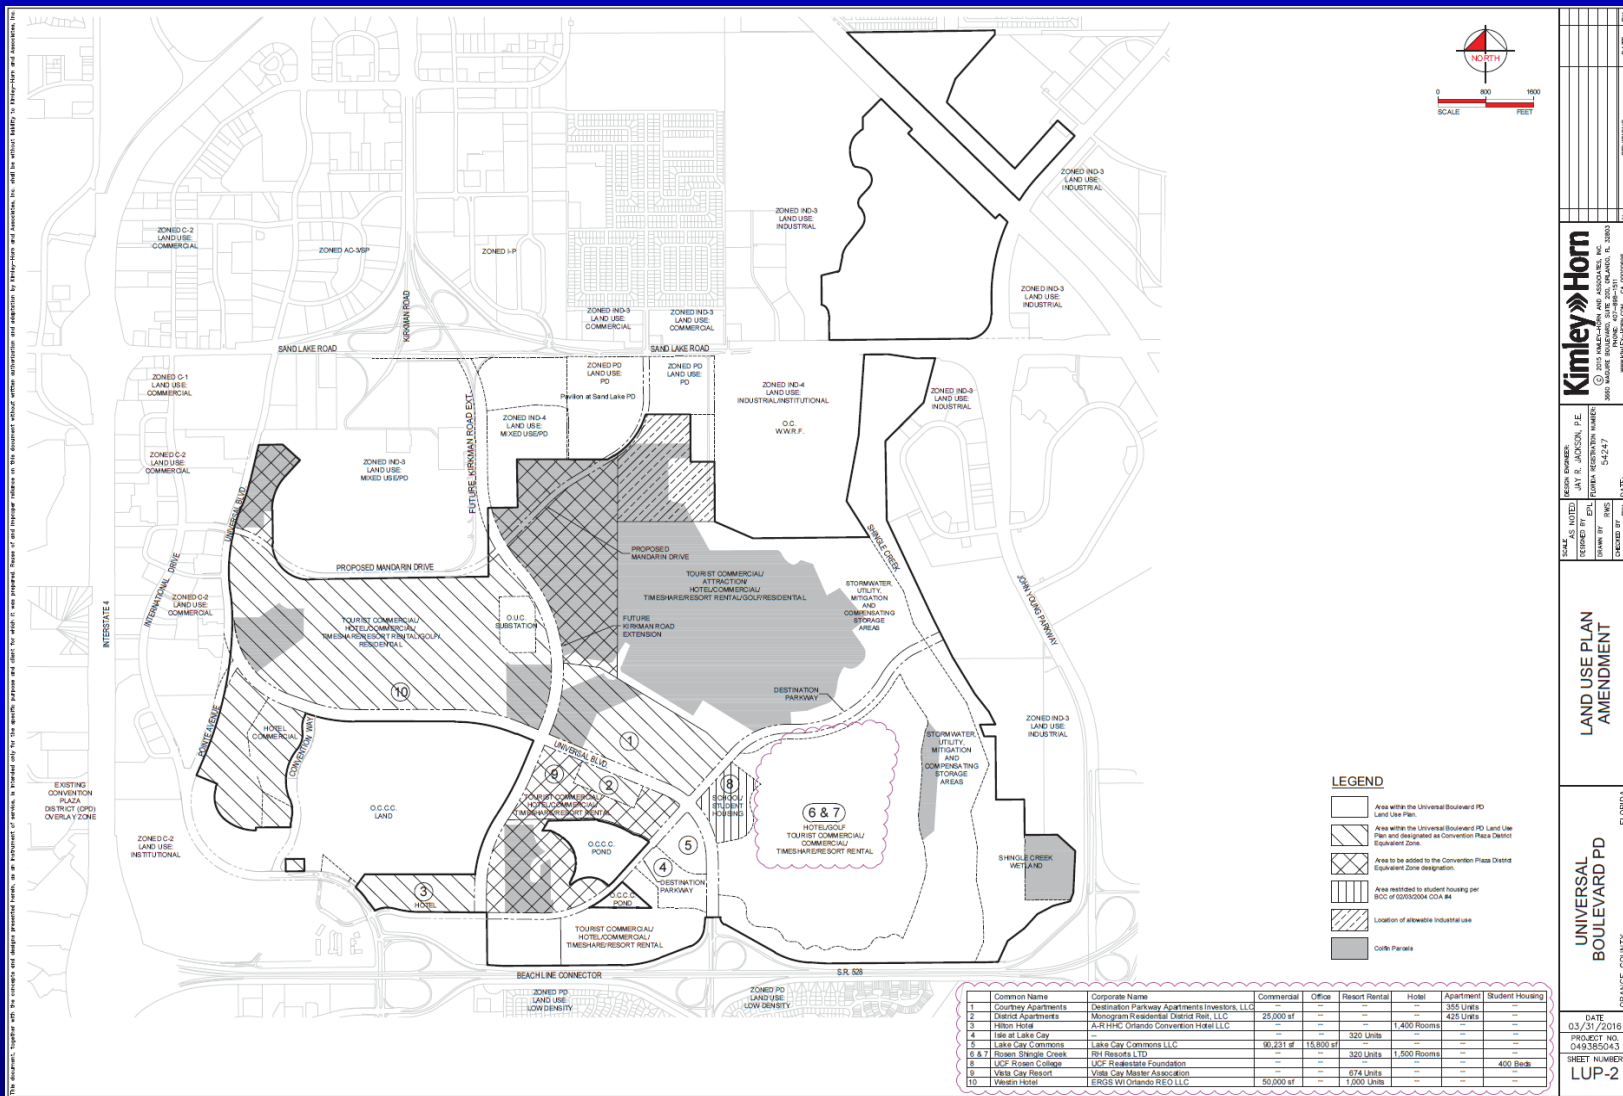 NORTH
0 800 1600
SCALE FEET
ZONED IND-3
LAND USE:
INDUSTRIAL
ZONED IND-3
LAND USE:
INDUSTRIAL
ZONED C-2
LAND USE:
COMMERCIAL
ZONED AC-3/SP
ZONED I-P
ZONED IND-3
LAND USE:
INDUSTRIAL
KIRKMAN ROAD
ZONED IND-3
LAND USE:
COMMERCIAL
ZONED IND-3
LAND USE:
COMMERCIAL
SAND LAKE ROAD
SAND LAKE ROAD
ZONED C-1
LAND USE:
COMMERCIAL
ZONED PD
LAND USE:
PD
Pavilion at Sand Lake PD
ZONED PD
LAND USE:
PD
ZONED IND-4
LAND USE:
INDUSTRIAL/INSTITUTIONAL
O.C.
W.W.R.F.
ZONED IND-3
LAND USE:
INDUSTRIAL
FUTURE KIRKMAN ROAD EXT.
ZONED IND-4
LAND USE:
MIXED USE/PD
ZONED C-2
LAND USE:
COMMERCIAL
ZONED IND-3
LAND USE:
MIXED USE/PD
UNIVERSAL BLVD
INTERNATIONAL DRIVE
INTERSTATE 4
PROPOSED MANDARIN DRIVE
PROPOSED
MANDARIN DRIVE
SHINGLE CREEK
JOHN YOUNG PARKWAY
ZONED C-2
LAND USE:
COMMERCIAL
TOURIST COMMERCIAL/
HOTEL/COMMERCIAL/
TIMESHARE/RESORT RENTAL/GOLF/
RESIDENTIAL
10
O.U.C.
SUBSTATION
TOURIST COMMERCIAL/
ATTRACTION/
HOTEL/COMMERCIAL/
TIMESHARE/RESORT RENTAL/GOLF/RESIDENTIAL
FUTURE
KIRKMAN ROAD
EXTENSION
STORMWATER,
UTILITY,
MITIGATION
AND
COMPENSATING
STORAGE
AREAS
DESTINATION
PARKWAY
POINTE AVENUE
HOTEL
COMMERCIAL
CONVENTION WAY
UNIVERSAL BLVD
1
9
2
TOURIST COMMERCIAL/
HOTEL/COMMERCIAL/
TIMESHARE/RESORT RENTAL
8
SCHOOL/
STUDENT
HOUSING
6 & 7
HOTEL/GOLF
TOURIST COMMERCIAL/
COMMERCIAL/
TIMESHARE/RESORT RENTAL
STORMWATER,
UTILITY,
MITIGATION
AND
COMPENSATING
STORAGE
AREAS
ZONED IND-3
LAND USE:
INDUSTRIAL
EXISTING
CONVENTION
PLAZA
DISTRICT (CPD)
OVERLAY ZONE
O.C.C.C.
LAND
ZONED C-2
LAND USE:
INSTITUTIONAL
O.C.C.C.
POND
5
4
DESTINATION
PARKWAY
O.C.C.C.
POND
3
HOTEL
SHINGLE CREEK
WETLAND
TOURIST COMMERCIAL/
HOTEL/COMMERCIAL/
TIMESHARE/RESORT RENTAL
BEACH LINE CONNECTOR
S.R. 528
ZONED PD
LAND USE:
LOW DENSITY
ZONED PD
LAND USE:
LOW DENSITY
LEGEND
Area within the Universal Boulevard PD
Land Use Plan.
Area within the Universal Boulevard PD Land Use
Plan and designated as Convention Plaza District
Equivalent Zone.
Area to be added to the Convention Plaza District
Equivalent Zone designation.
Area restricted to student housing per
BCC of 02/03/2004 COA #4
Location of allowable Industrial use
Colfin Parcels
Common Name Corporate Name Commercial Office Resort Rental Hotel Apartment Student Housing
1 Courtney Apartments Destination Parkway Apartments Investors, LLC -- -- -- -- 355 Units --
2 District Apartments Monogram Residential District Reit, LLC 25,000 sf -- -- -- 425 Units --
3 Hilton Hotel A-R HHC Orlando Convention Hotel LLC -- -- -- 1,400 Rooms -- --
4 Isle at Lake Cay -- -- -- 320 Units -- -- --
5 Lake Cay Commons Lake Cay Commons LLC 90,231 sf 15,800 sf -- -- -- --
6 & 7 Rosen Shingle Creek RH Resorts LTD -- -- 320 Units 1,500 Rooms -- --
8 UCF Rosen College UCF Realestate Foundation -- -- -- -- -- 400 Beds
9 Vista Cay Resort Vista Cay Master Association -- -- 674 Units -- -- --
10 Westin Hotel ERGS WI Orlando REO LLC 50,000 sf -- 1,000 Units -- -- --
Kimley»Horn
© 2015 KIMLEY-HORN AND ASSOCIATES, INC.
3660 MAGUIRE BOULEVARD, SUITE 200, ORLANDO, FL 32803
PHONE: 407-898-1511
DESIGN ENGINEER:
JAY R. JACKSON, P.E.
FLORIDA REGISTRATION NUMBER:
54247
SCALE AS NOTED
DESIGNED BY EPL
DRAWN BY RWS
CHECKED BY
DATE:
LAND USE PLAN
AMENDMENT
UNIVERSAL
BOULEVARD PD
ORANGE COUNTY FLORIDA
DATE
03/31/2016
PROJECT NO.
049385043
SHEET NUMBER
LUP-2